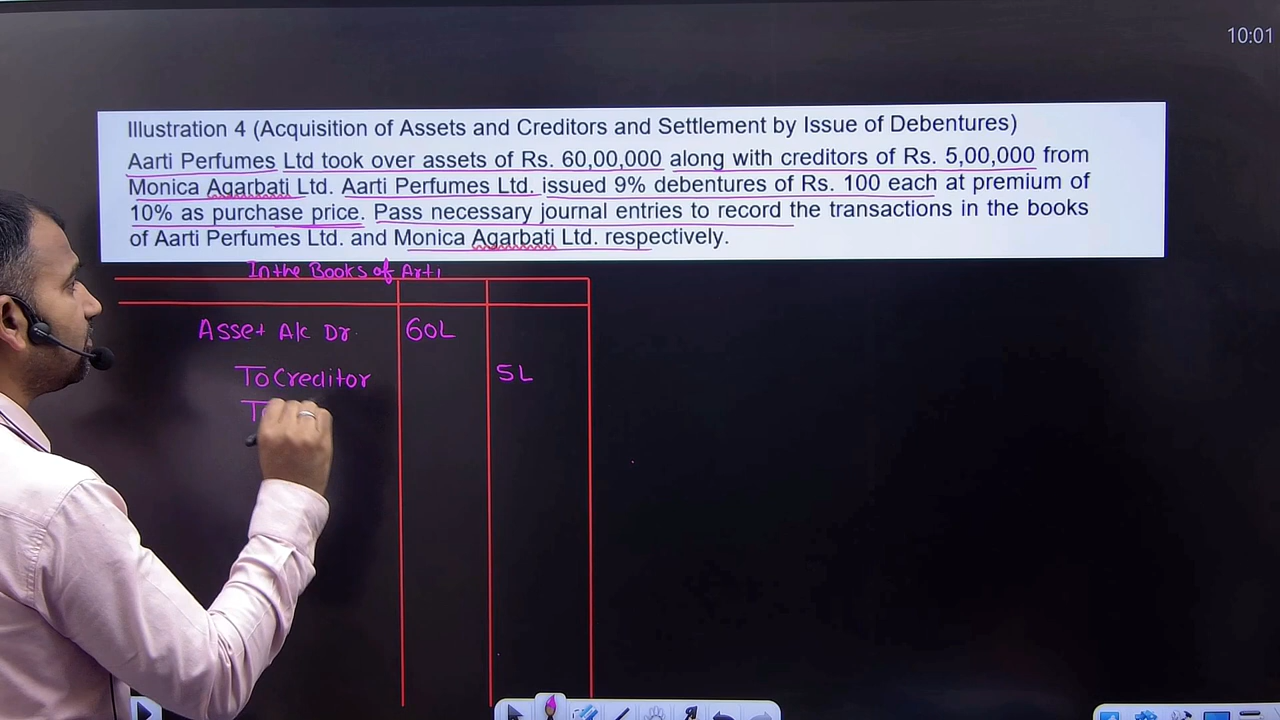 10:01
Illustration 4 (Acquisition of Assets and Creditors and Settlement by Issue of Debentures)
Aarti Perfumes Ltd took over assets of Rs. 60,00,000 along with creditors of Rs. 5,00,000 from
Monica Agarbati Ltd. Aarti Perfumes Ltd. issued 9% debentures of Rs. 100 each at premium of
10% as purchase price. Pass necessary journal entries to record the transactions in the books
of Aarti Perfumes Ltd. and Monica Agarbati Ltd. respectively.
In the Books of Arti
Asset A/c Dr. 60L
To Creditor 5L